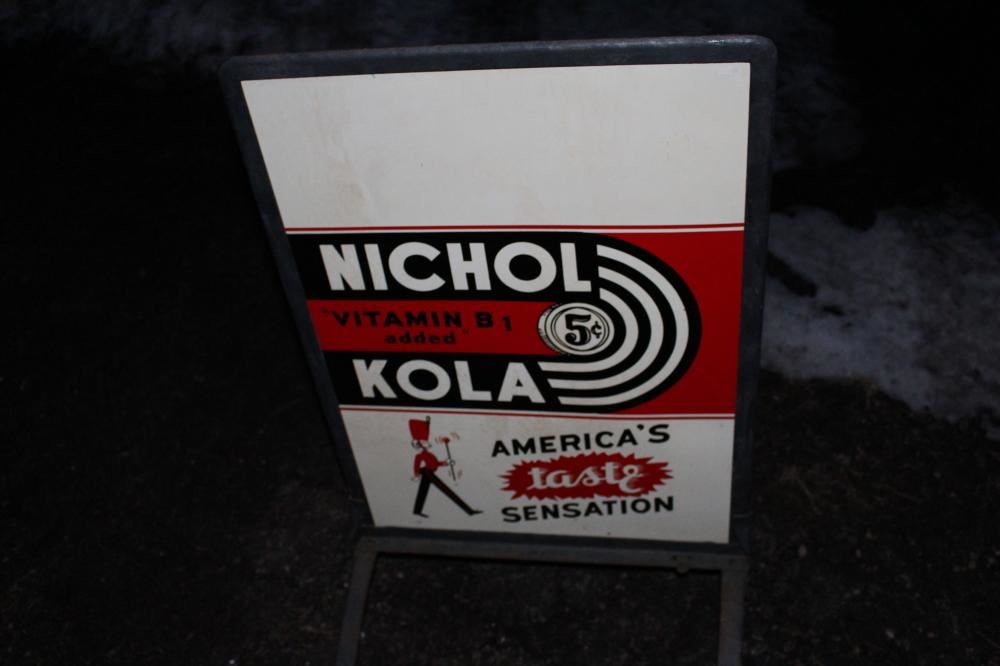 NICHOL
"VITAMIN B1
added"
5¢
KOLA
AMERICA'S
taste
SENSATION